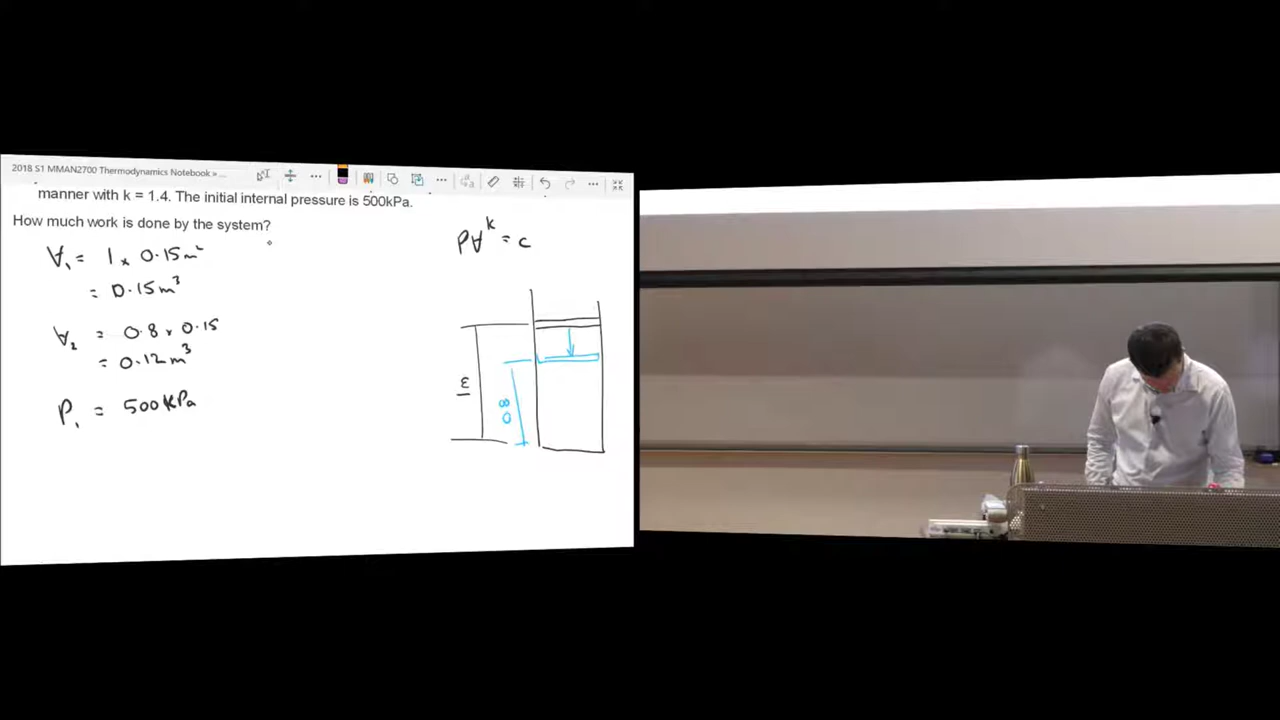 2018 S1 MMAN2700 Thermodynamics Notebook » ...
manner with k = 1.4. The initial internal pressure is 500kPa.
How much work is done by the system?
V₁ = 1 x 0.15m²
= 0.15m³
V₂ = 0.8 x 0.15
= 0.12m³
P₁ = 500kPa
PV^k = c
0.8